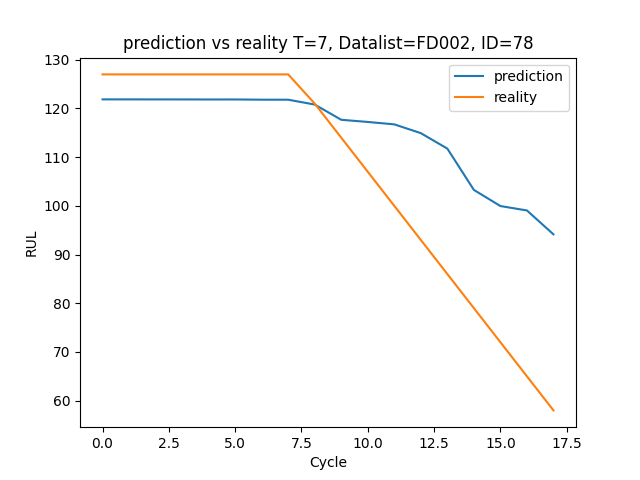 prediction vs reality T=7, Datalist=FD002, ID=78
130
120
110
100
90
80
70
60
RUL
prediction
reality
0.0 2.5 5.0 7.5 10.0 12.5 15.0 17.5
Cycle